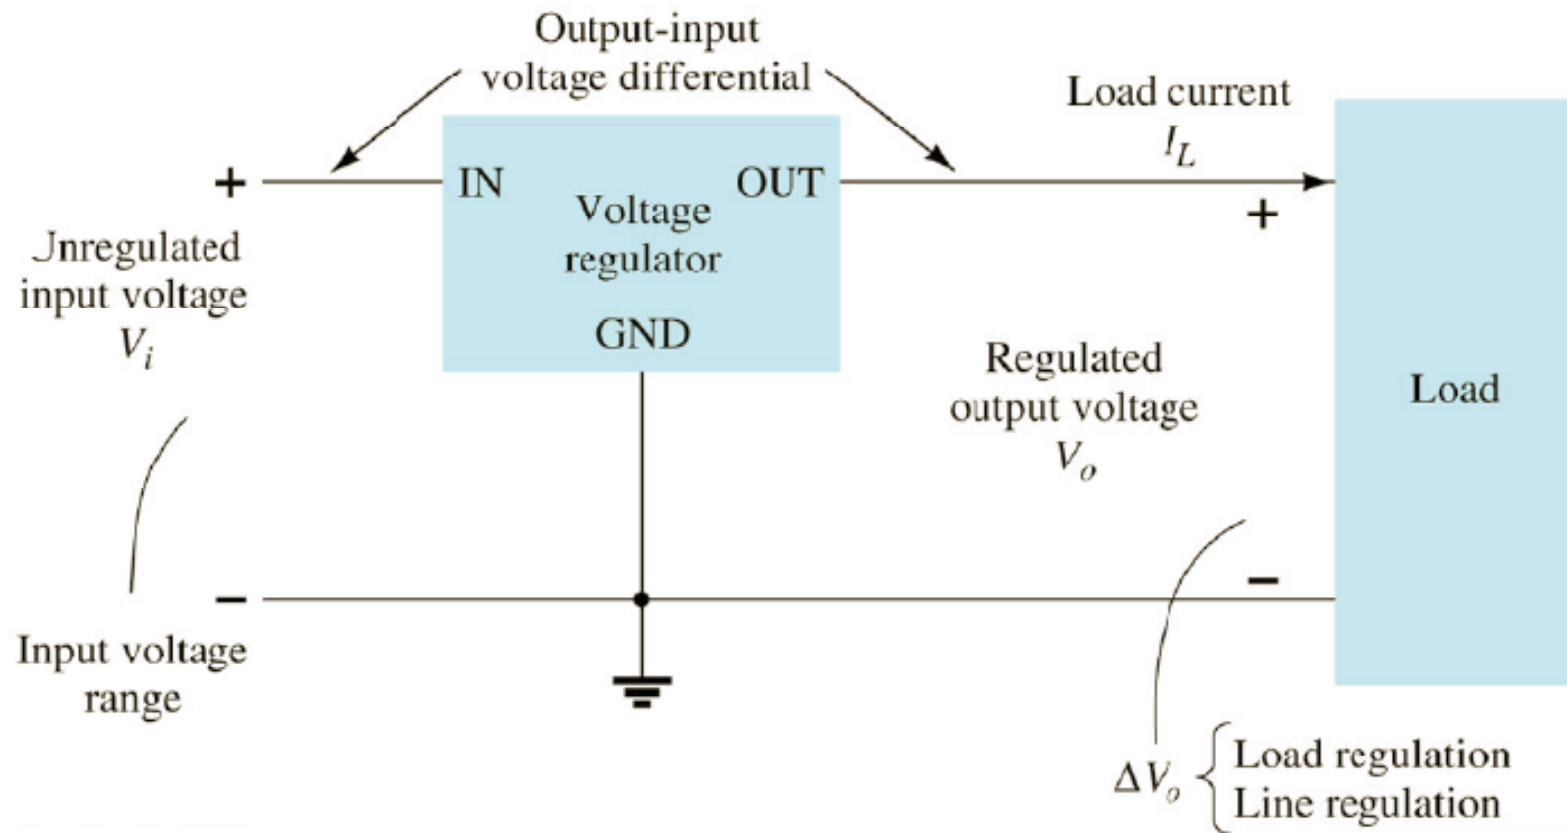 Output-input
voltage differential
Load current
I_L
+
IN
OUT
+
Voltage
regulator
Jnregulated
input voltage
V_i
GND
Regulated
output voltage
V_o
Load
−
−
Input voltage
range
ΔV_o { Load regulation
Line regulation